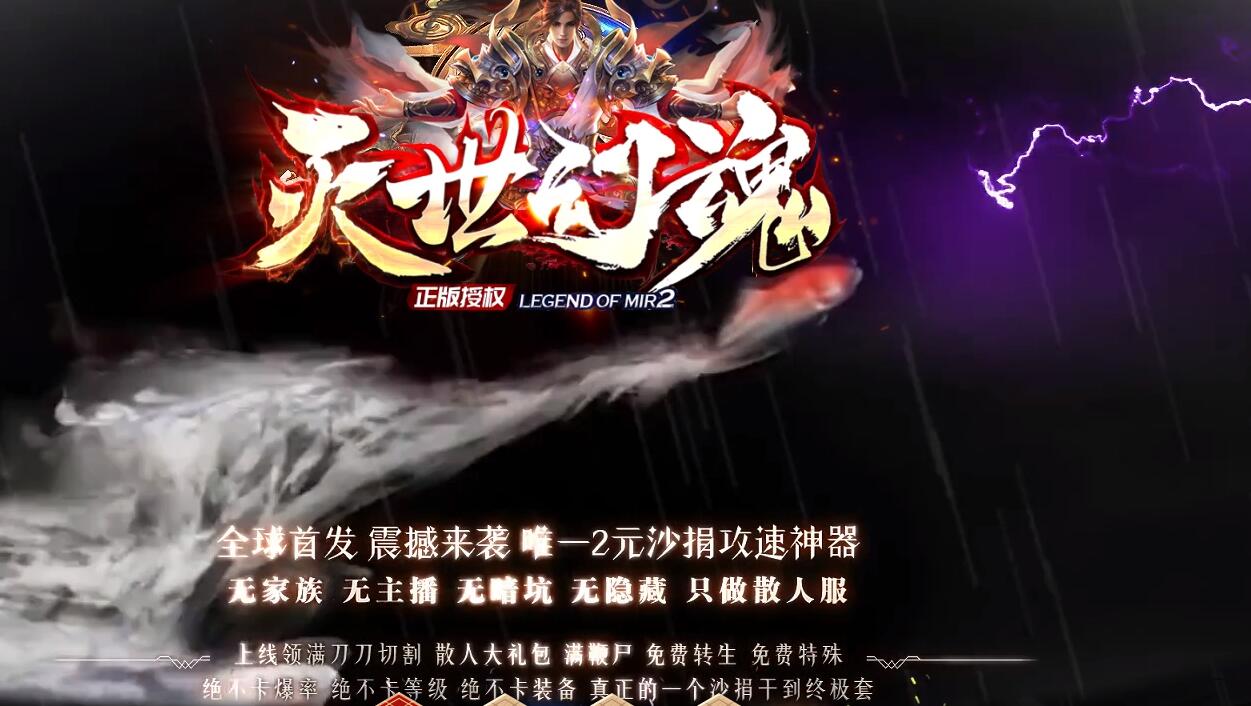 灭世幻魂
正版授权 LEGEND OF MIR2
全球首发 震撼来袭 唯一2元沙捐攻速神器
无家族 无主播 无暗坑 无隐藏 只做散人服
上线领满刀刀切割 散人大礼包 满鞭尸 免费转生 免费特殊
绝不卡爆率 绝不卡等级 绝不卡装备 真正的一个沙捐干到终极套